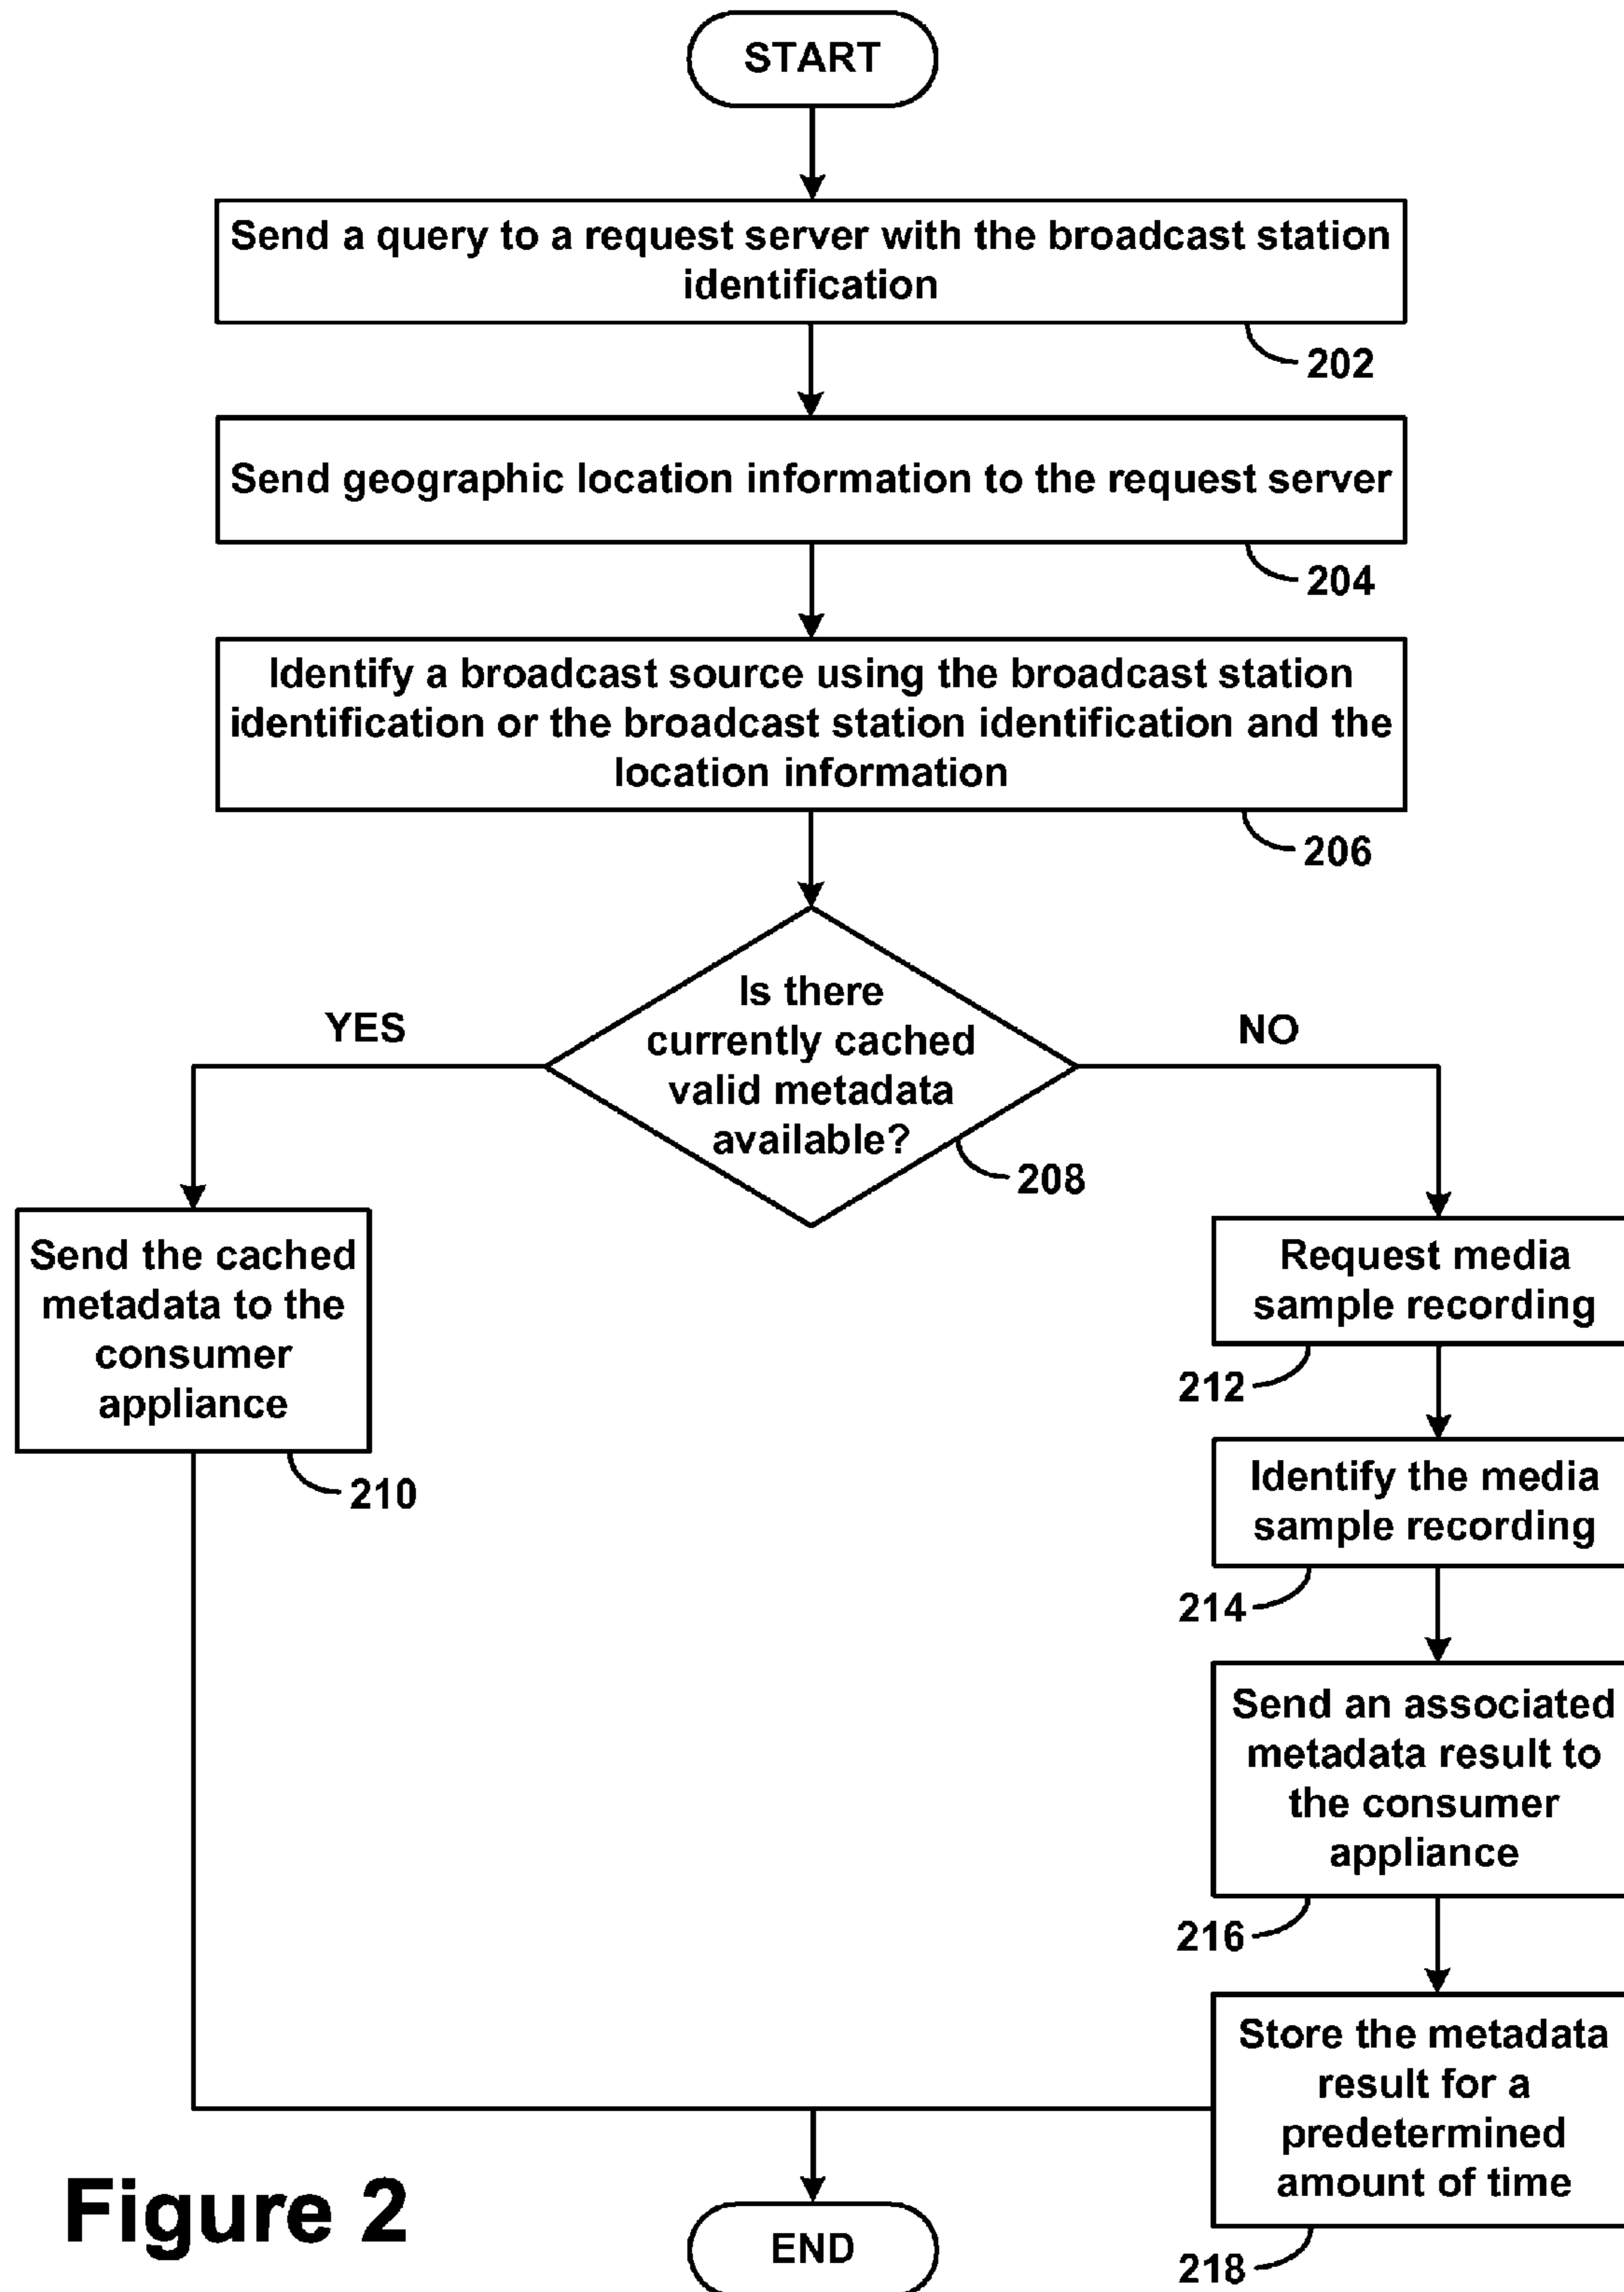 START
Send a query to a request server with the broadcast station
identification
202
Send geographic location information to the request server
204
Identify a broadcast source using the broadcast station
identification or the broadcast station identification and the
location information
206
Is there
currently cached
valid metadata
available?
208
YES
NO
Send the cached
metadata to the
consumer
appliance
210
Request media
sample recording
212
Identify the media
sample recording
214
Send an associated
metadata result to
the consumer
appliance
216
Store the metadata
result for a
predetermined
amount of time
218
END
Figure 2